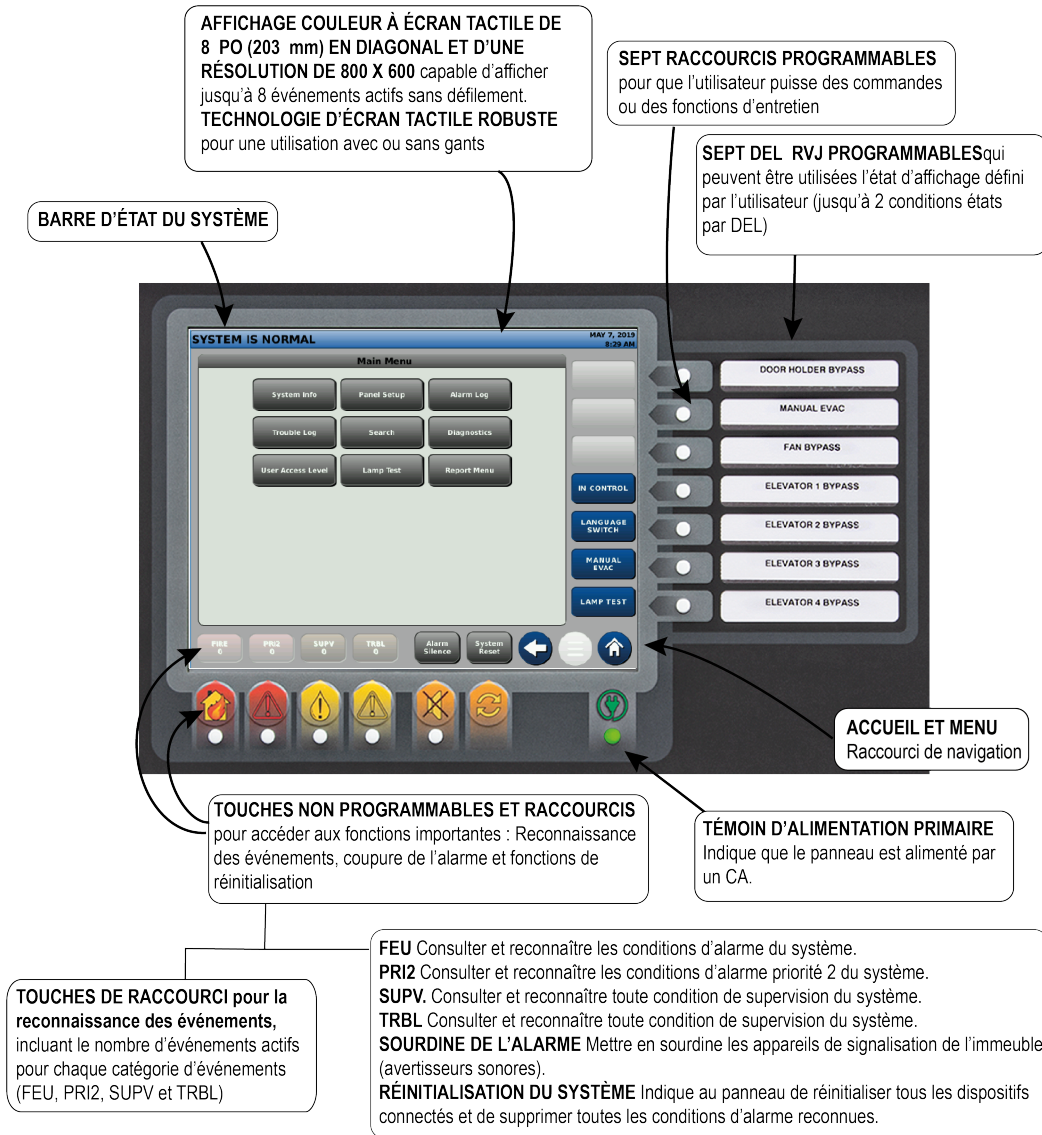 AFFICHAGE COULEUR À ÉCRAN TACTILE DE
8 PO (203 mm) EN DIAGONAL ET D'UNE
RÉSOLUTION DE 800 X 600 capable d'afficher
jusqu'à 8 événements actifs sans défilement.
TECHNOLOGIE D'ÉCRAN TACTILE ROBUSTE
pour une utilisation avec ou sans gants
SEPT RACCOURCIS PROGRAMMABLES
pour que l'utilisateur puisse des commandes
ou des fonctions d'entretien
SEPT DEL RVJ PROGRAMMABLESqui
peuvent être utilisées l'état d'affichage défini
par l'utilisateur (jusqu'à 2 conditions états
par DEL)
BARRE D'ÉTAT DU SYSTÈME
SYSTEM IS NORMAL
MAY 7, 2019
8:29 AM
Main Menu
System Info
Panel Setup
Alarm Log
Trouble Log
Search
Diagnostics
User Access Level
Lamp Test
Report Menu
IN CONTROL
LANGUAGE
SWITCH
MANUAL
EVAC
LAMP TEST
DOOR HOLDER BYPASS
MANUAL EVAC
FAN BYPASS
ELEVATOR 1 BYPASS
ELEVATOR 2 BYPASS
ELEVATOR 3 BYPASS
ELEVATOR 4 BYPASS
FIRE
0
PRI2
0
SUPV
0
TRBL
0
Alarm
Silence
System
Reset
ACCUEIL ET MENU
Raccourci de navigation
TOUCHES NON PROGRAMMABLES ET RACCOURCIS
pour accéder aux fonctions importantes : Reconnaissance
des événements, coupure de l'alarme et fonctions de
réinitialisation
TÉMOIN D'ALIMENTATION PRIMAIRE
Indique que le panneau est alimenté par
un CA.
TOUCHES DE RACCOURCI pour la
reconnaissance des événements,
incluant le nombre d'événements actifs
pour chaque catégorie d'événements
(FEU, PRI2, SUPV et TRBL)
FEU Consulter et reconnaître les conditions d'alarme du système.
PRI2 Consulter et reconnaître les conditions d'alarme priorité 2 du système.
SUPV. Consulter et reconnaître toute condition de supervision du système.
TRBL Consulter et reconnaître toute condition de supervision du système.
SOURDINE DE L'ALARME Mettre en sourdine les appareils de signalisation de l'immeuble
(avertisseurs sonores).
RÉINITIALISATION DU SYSTÈME Indique au panneau de réinitialiser tous les dispositifs
connectés et de supprimer toutes les conditions d'alarme reconnues.